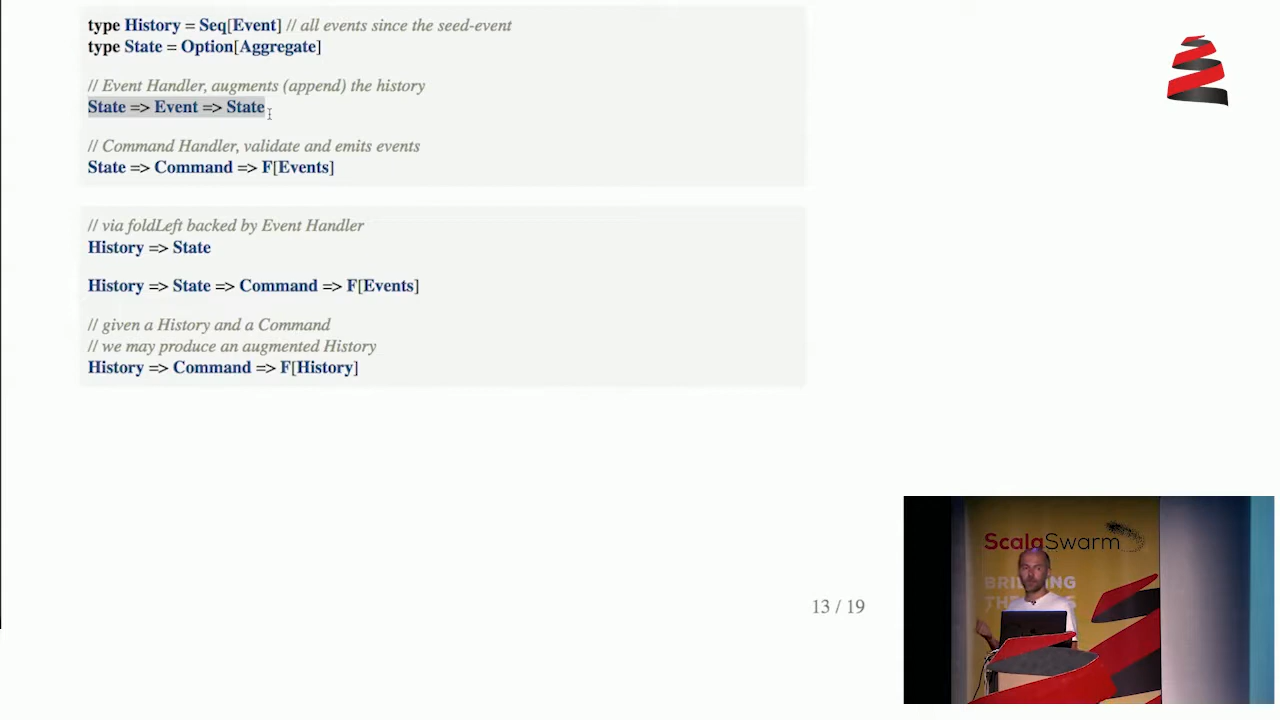 type History = Seq[Event] // all events since the seed-event
type State = Option[Aggregate]
// Event Handler, augments (append) the history
State => Event => State
// Command Handler, validate and emits events
State => Command => F[Events]
// via foldLeft backed by Event Handler
History => State
History => State => Command => F[Events]
// given a History and a Command
// we may produce an augmented History
History => Command => F[History]
13 / 19
ScalaSwarm